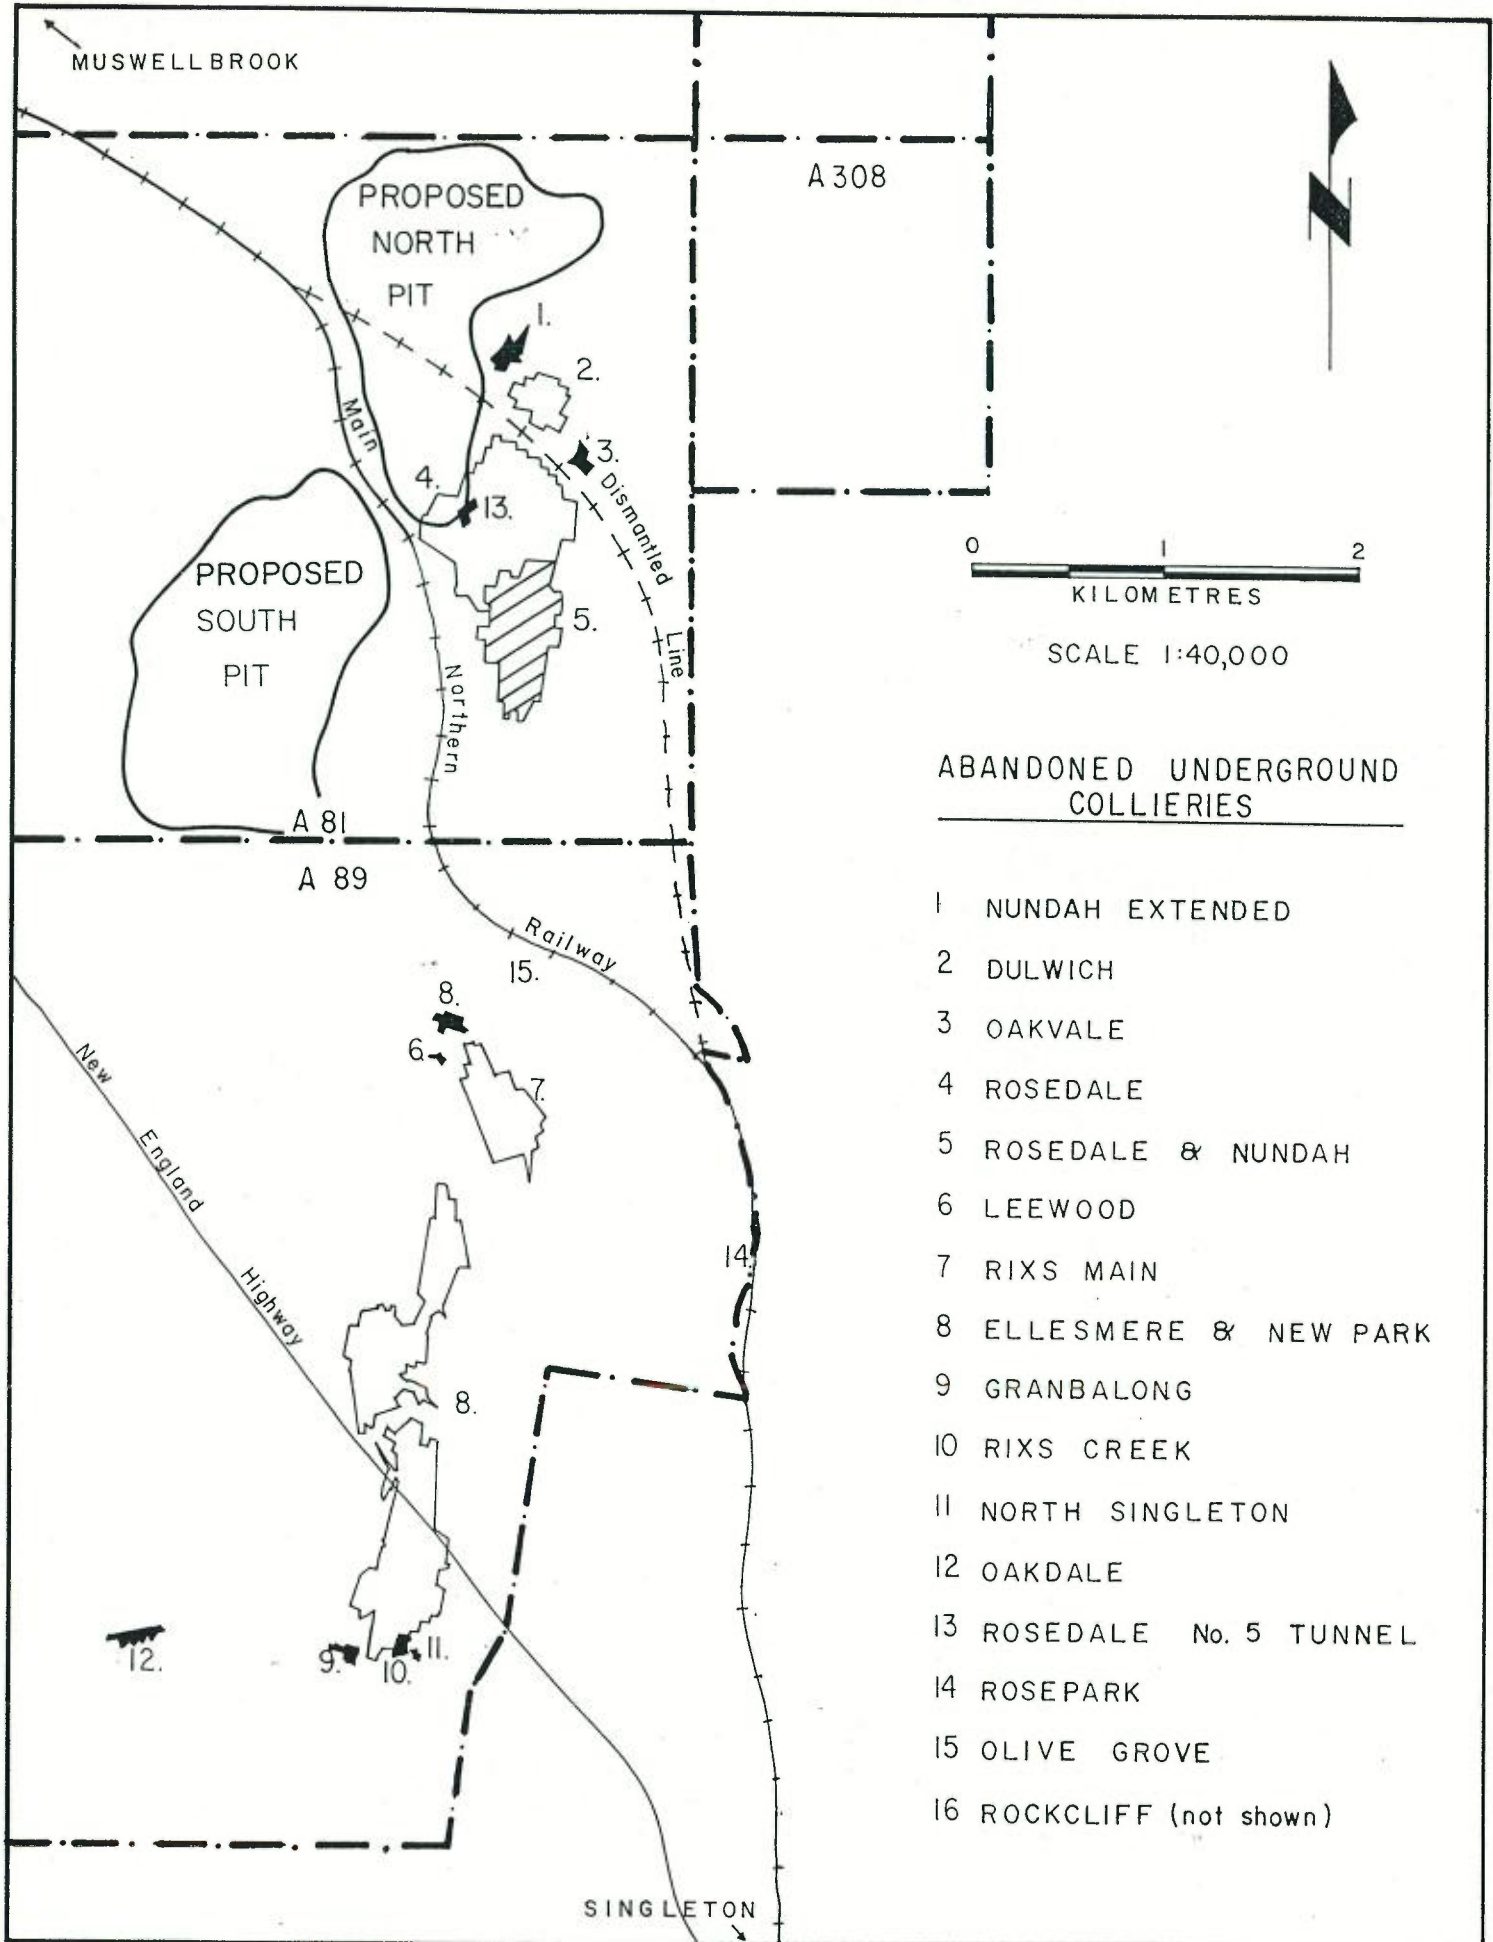 MUSWELLBROOK
A 308
PROPOSED
NORTH
PIT
1.
2.
3.
4.
13.
Main
Dismantled
Line
PROPOSED
SOUTH
PIT
5.
Northern
0 1 2
KILOMETRES
SCALE 1:40,000
A 81
A 89
Railway
15.
8.
6.
7.
New
England
Highway
14.
8.
12.
9.
10.
11.
SINGLETON
ABANDONED UNDERGROUND
COLLIERIES
1 NUNDAH EXTENDED
2 DULWICH
3 OAKVALE
4 ROSEDALE
5 ROSEDALE & NUNDAH
6 LEEWOOD
7 RIXS MAIN
8 ELLESMERE & NEW PARK
9 GRANBALONG
10 RIXS CREEK
11 NORTH SINGLETON
12 OAKDALE
13 ROSEDALE No. 5 TUNNEL
14 ROSEPARK
15 OLIVE GROVE
16 ROCKCLIFF (not shown)